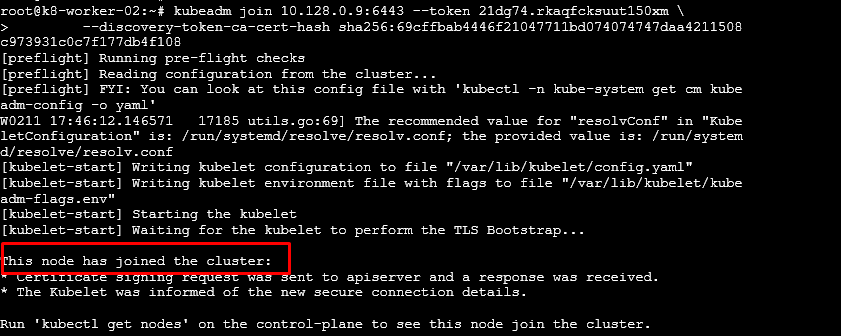 root@k8-worker-02:~# kubeadm join 10.128.0.9:6443 --token 21dg74.rkaqfcksuut150xm \
>     --discovery-token-ca-cert-hash sha256:69cffbab4446f21047711bd074074747daa4211508
c973931c0c7f177db4f108
[preflight] Running pre-flight checks
[preflight] Reading configuration from the cluster...
[preflight] FYI: You can look at this config file with 'kubectl -n kube-system get cm kube
adm-config -o yaml'
W0211 17:46:12.146571   17185 utils.go:69] The recommended value for "resolvConf" in "Kube
letConfiguration" is: /run/systemd/resolve/resolv.conf; the provided value is: /run/system
d/resolve/resolv.conf
[kubelet-start] Writing kubelet configuration to file "/var/lib/kubelet/config.yaml"
[kubelet-start] Writing kubelet environment file with flags to file "/var/lib/kubelet/kube
adm-flags.env"
[kubelet-start] Starting the kubelet
[kubelet-start] Waiting for the kubelet to perform the TLS Bootstrap...
This node has joined the cluster:
* Certificate signing request was sent to apiserver and a response was received.
* The Kubelet was informed of the new secure connection details.
Run 'kubectl get nodes' on the control-plane to see this node join the cluster.